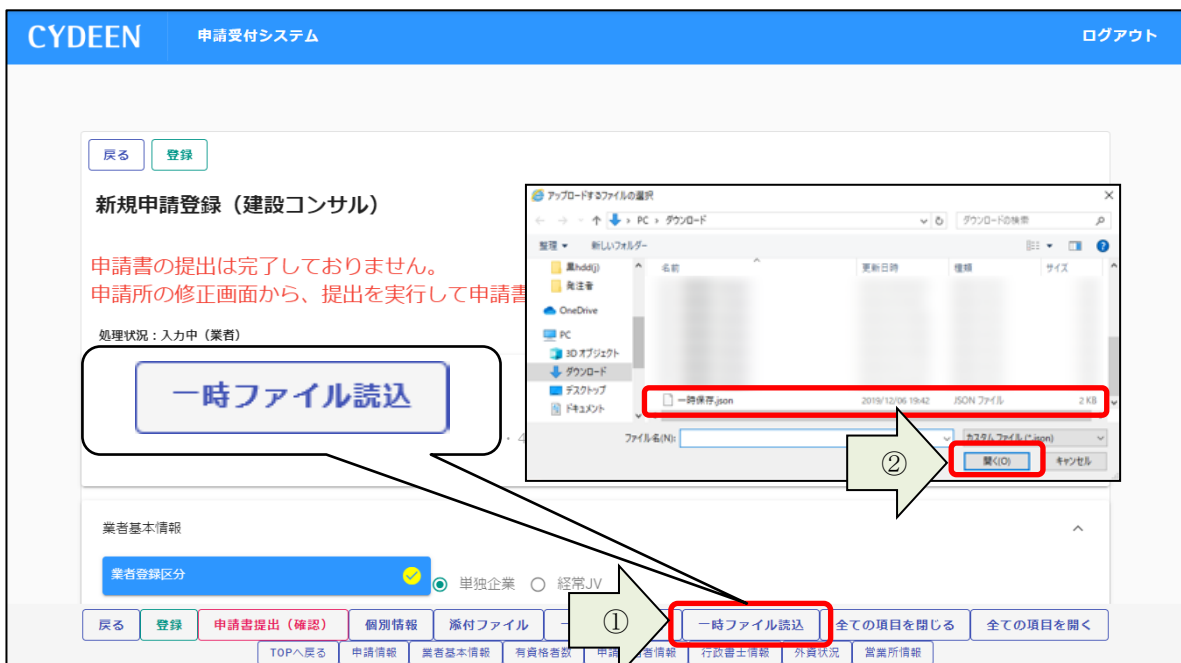 CYDEEN 申請受付システム ログアウト
戻る 登録
新規申請登録（建設コンサル）
申請書の提出は完了しておりません。
申請所の修正画面から、提出を実行して申請書
処理状況：入力中（業者）
一時ファイル読込
アップロードするファイルの選択
PC › ダウンロード ダウンロードの検索
整理 新しいフォルダー
名前 更新日時 種類 サイズ
発注者
OneDrive
PC
3D オブジェクト
ダウンロード
デスクトップ
ドキュメント
一時保存.json 2019/12/06 19:42 JSON ファイル 2 KB
ファイル名(N): カスタム ファイル (*.json)
開く(O) キャンセル
②
業者基本情報
業者登録区分 単独企業 経常JV
①
戻る 登録 申請書提出（確認） 個別情報 添付ファイル 一時ファイル読込 全ての項目を閉じる 全ての項目を開く
TOPへ戻る 申請情報 業者基本情報 有資格者数 申請 者情報 行政書士情報 外資状況 営業所情報